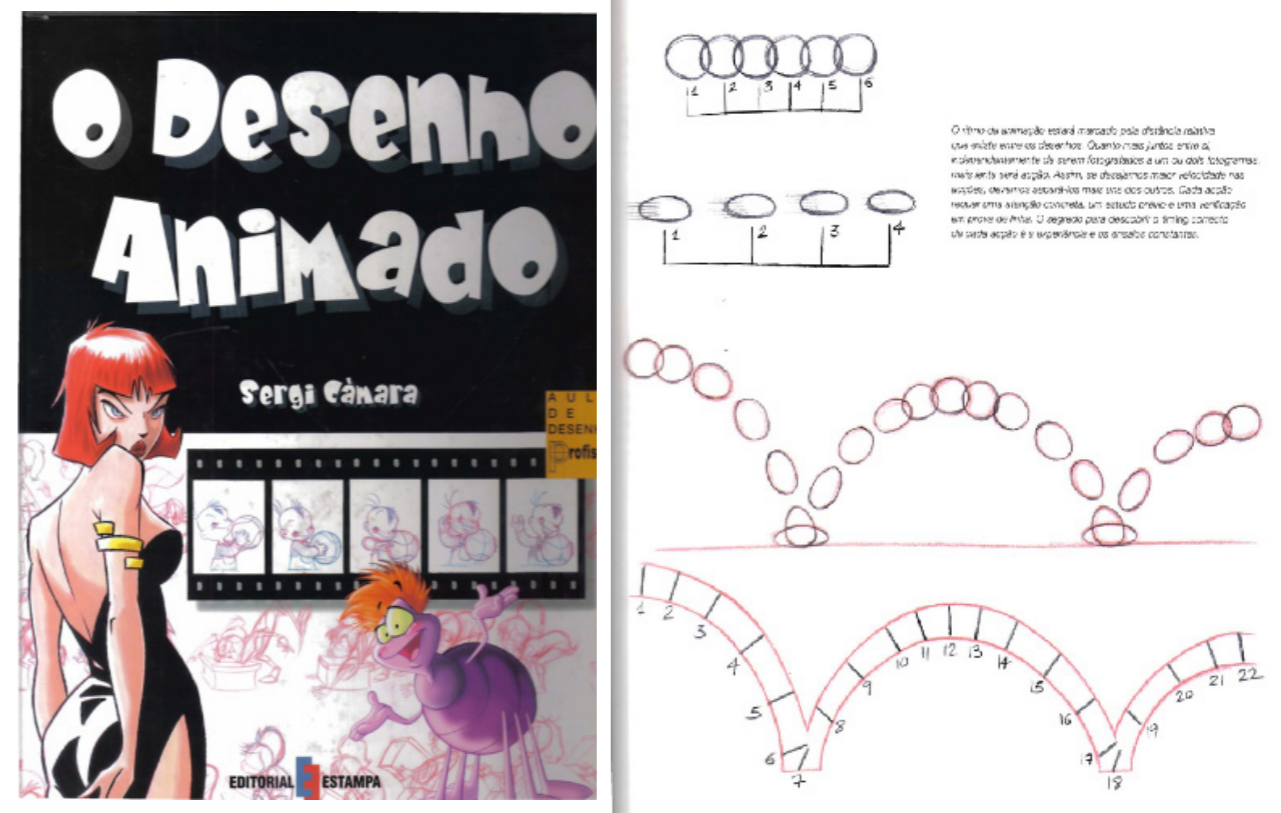 O Desenho
Animado
Sergi Càmara
AUL
DE
DESENH
Profis
EDITORIAL EE ESTAMPA
1 2 3 4 5 6
O ritmo da animação estará marcado pela distância relativa
que existe entre os desenhos. Quanto mais juntos entre si,
independentemente de serem fotografados a um ou dois fotogramas,
mais lenta será acção. Assim, se desejamos maior velocidade nas
acções, devemos separá-los mais uns dos outros. Cada acção
requer uma atenção concreta, um estudo prévio e uma verificação
em prova de linha. O segredo para descobrir o timing correcto
de cada acção é a experiência e os ensaios constantes.
1 2 3 4
1 2 3 4 5 6 7 8 9 10 11 12 13 14 15 16 17 18 19 20 21 22